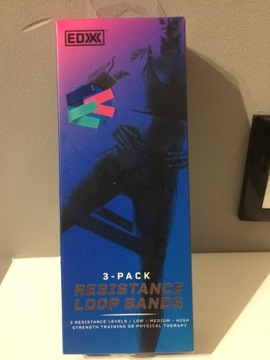 EDX
3-PACK
RESISTANCE
LOOP BANDS
3 RESISTANCE LEVELS / LOW - MEDIUM - HIGH
STRENGTH TRAINING OR PHYSICAL THERAPY